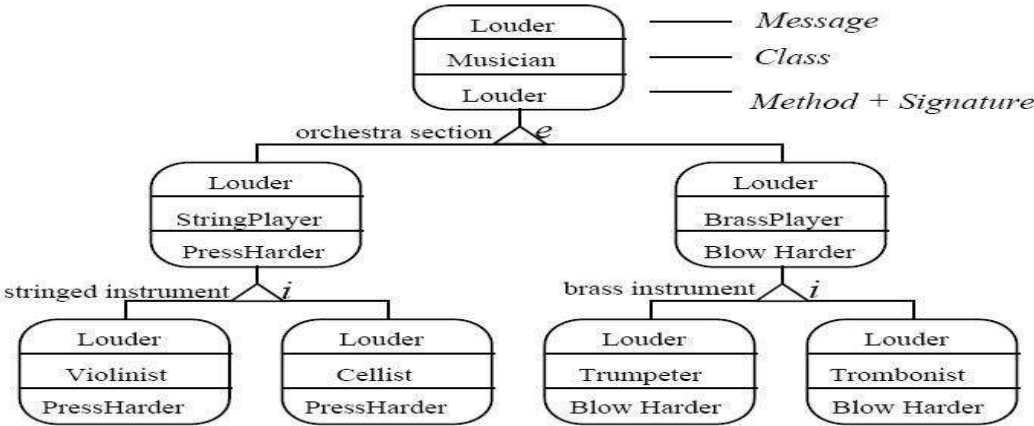 Louder
Message
Musician
Class
Louder
Method + Signature
orchestra section
e
Louder
Louder
StringPlayer
BrassPlayer
PressHarder
Blow Harder
stringed instrument
i
brass instrument
i
Louder
Louder
Louder
Louder
Violinist
Cellist
Trumpeter
Trombonist
PressHarder
PressHarder
Blow Harder
Blow Harder